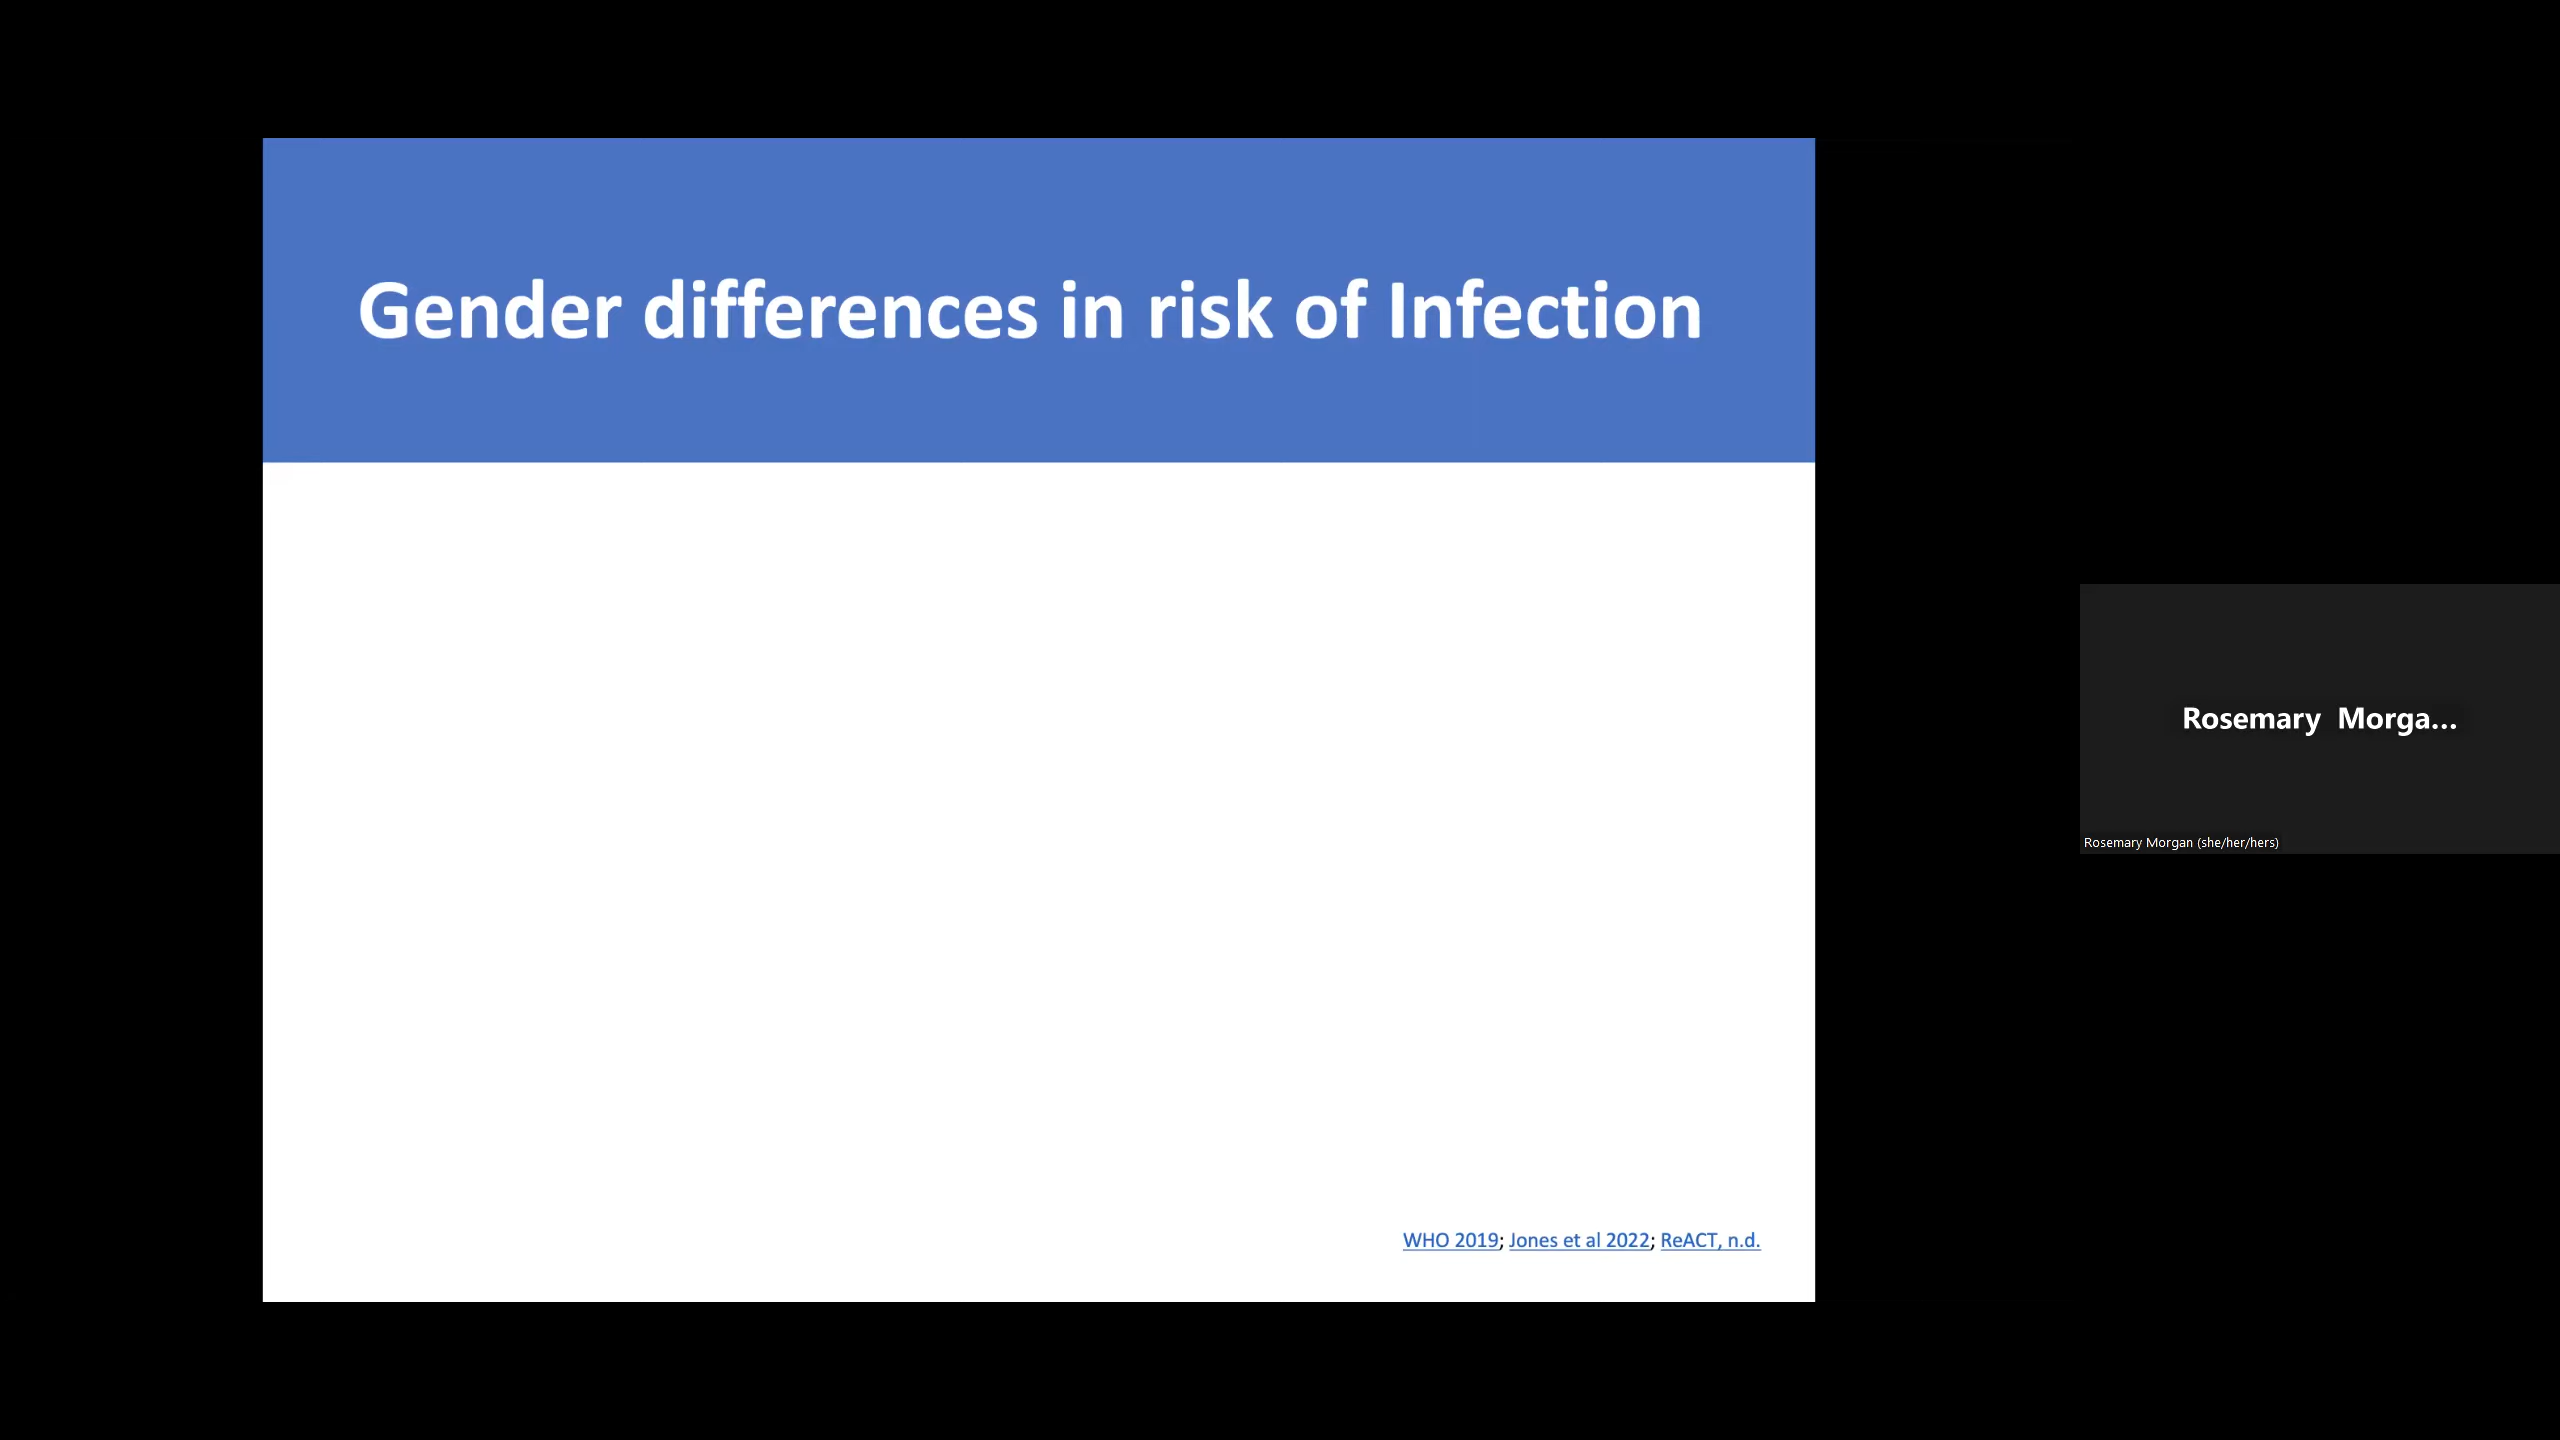 Gender differences in risk of Infection
WHO 2019; Jones et al 2022; ReACT, n.d.
Rosemary Morga...
Rosemary Morgan (she/her/hers)